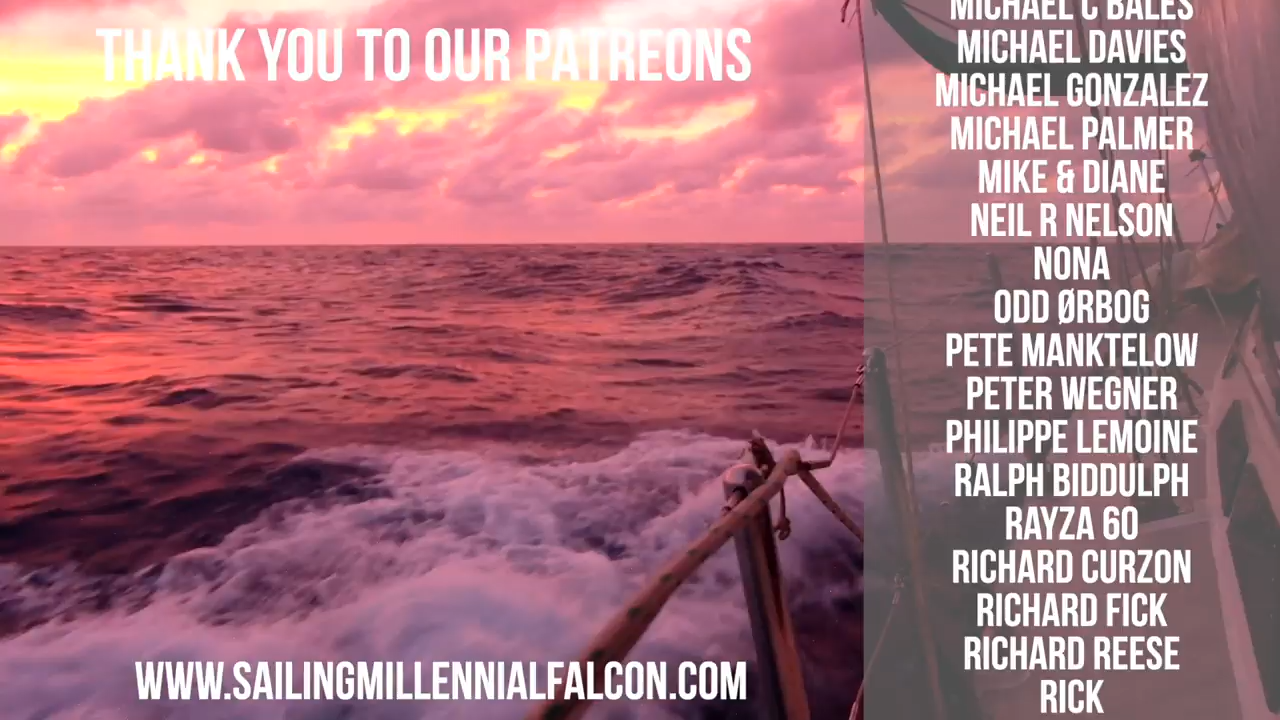 THANK YOU TO OUR PATREONS
WWW.SAILINGMILLENNIALFALCON.COM
MICHAEL C BALES
MICHAEL DAVIES
MICHAEL GONZALEZ
MICHAEL PALMER
MIKE & DIANE
NEIL R NELSON
NONA
ODD ØRBOG
PETE MANKTELOW
PETER WEGNER
PHILIPPE LEMOINE
RALPH BIDDULPH
RAYZA 60
RICHARD CURZON
RICHARD FICK
RICHARD REESE
RICK